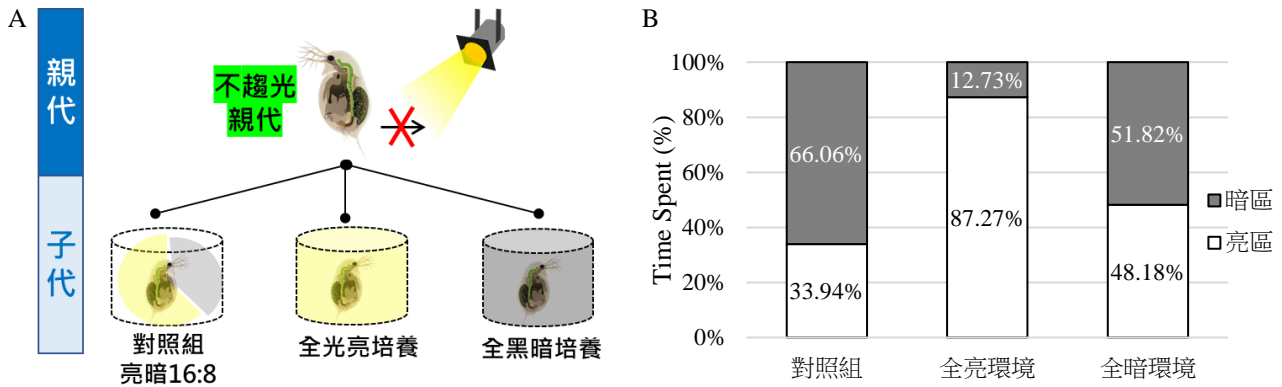 A
親
代
不趨光
親代
子
代
對照組
亮暗16:8
全光亮培養
全黑暗培養
B
Time Spent (%)
100%
80%
60%
40%
20%
0%
66.06%
33.94%
12.73%
87.27%
51.82%
48.18%
對照組
全亮環境
全暗環境
暗區
亮區